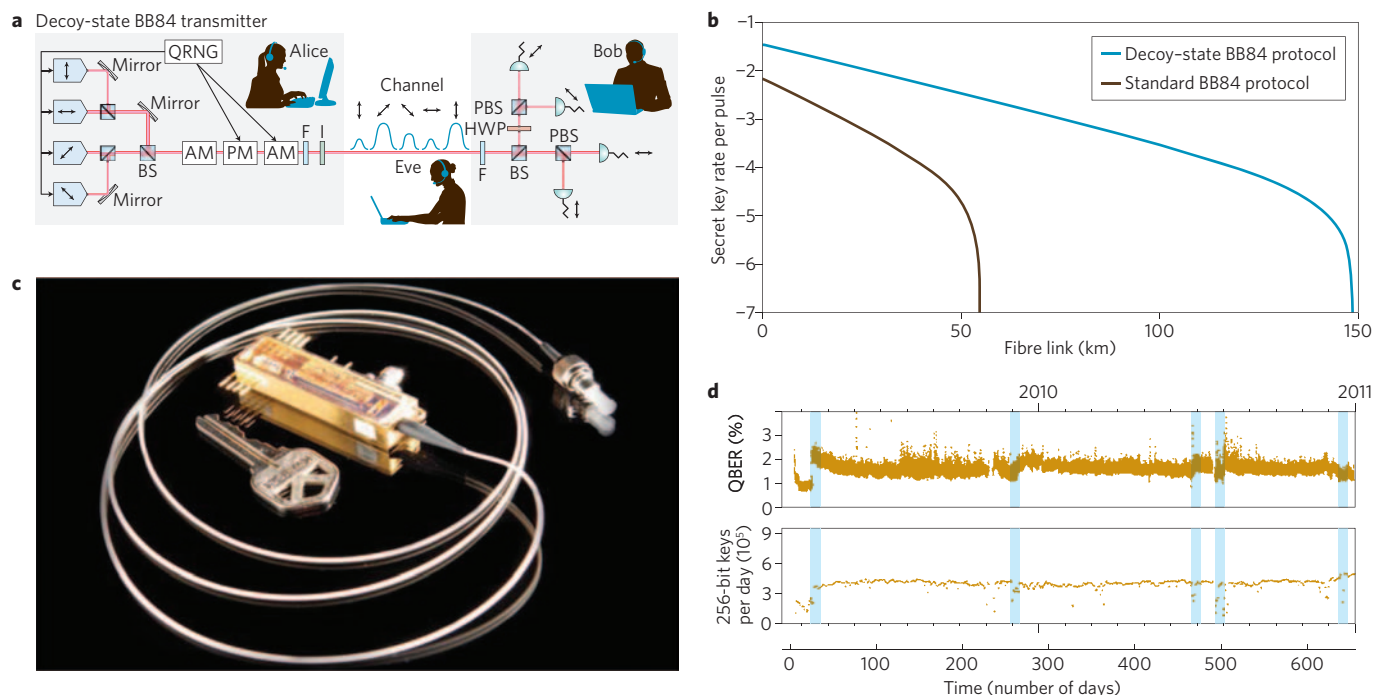 a
Decoy-state BB84 transmitter
QRNG
Alice
Bob
Mirror
Mirror
Channel
PBS
HWP
PBS
F
I
AM
PM
AM
BS
Eve
F
BS
Mirror
b
Secret key rate per pulse
−1
−2
−3
−4
−5
−6
−7
Decoy–state BB84 protocol
Standard BB84 protocol
0
50
100
150
Fibre link (km)
c
d
2010
2011
QBER (%)
3
2
1
0
256-bit keys
per day (10⁵)
9
6
3
0
0
100
200
300
400
500
600
Time (number of days)